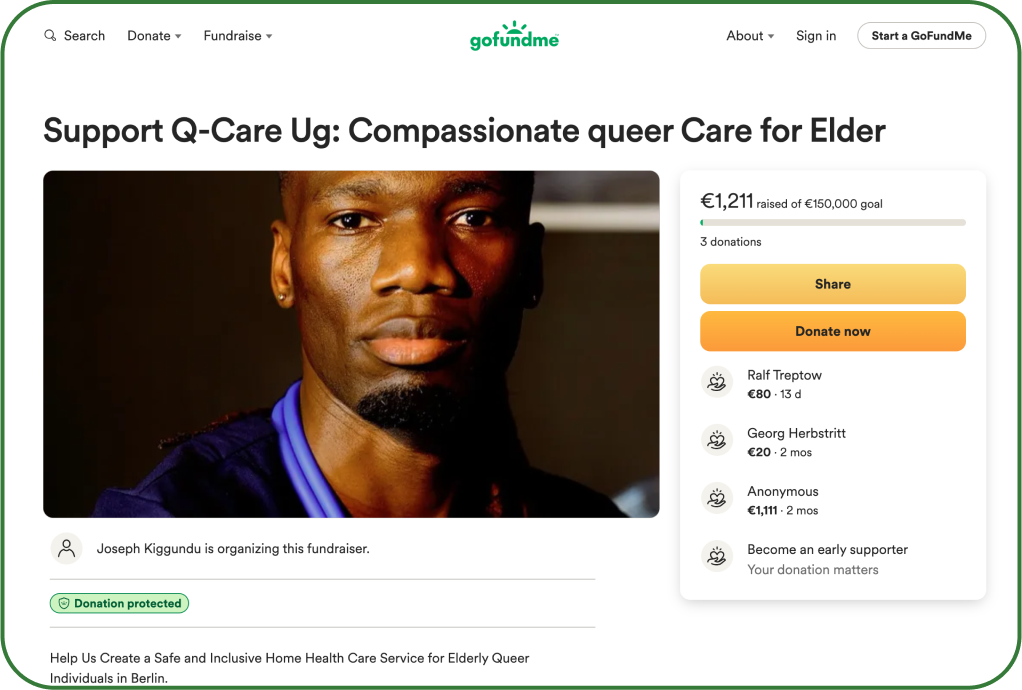 Search Donate Fundraise gofundme About Sign in Start a GoFundMe
Support Q-Care Ug: Compassionate queer Care for Elder
€1,211 raised of €150,000 goal
3 donations
Share
Donate now
Ralf Treptow
€80 · 13 d
Georg Herbstritt
€20 · 2 mos
Anonymous
€1,111 · 2 mos
Become an early supporter
Your donation matters
Joseph Kiggundu is organizing this fundraiser.
Donation protected
Help Us Create a Safe and Inclusive Home Health Care Service for Elderly Queer
Individuals in Berlin.